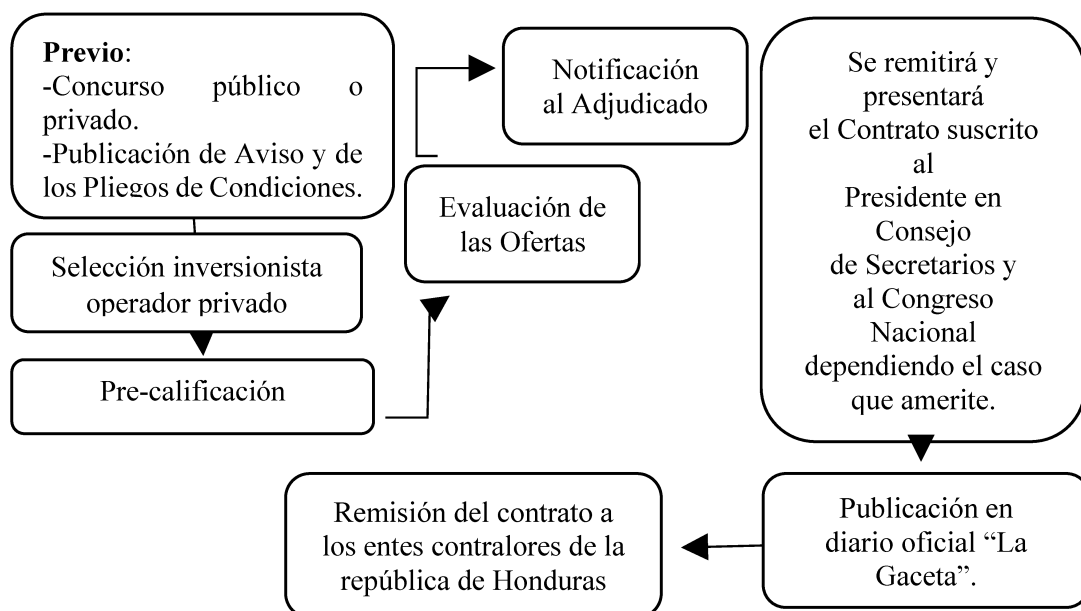 Previo:
-Concurso público o
privado.
-Publicación de Aviso y de
los Pliegos de Condiciones.
Selección inversionista
operador privado
Pre-calificación
Evaluación de
las Ofertas
Notificación
al Adjudicado
Se remitirá y
presentará
el Contrato suscrito
al
Presidente en
Consejo
de Secretarios y
al Congreso
Nacional
dependiendo el caso
que amerite.
Publicación en
diario oficial “La
Gaceta”.
Remisión del contrato a
los entes contralores de la
república de Honduras